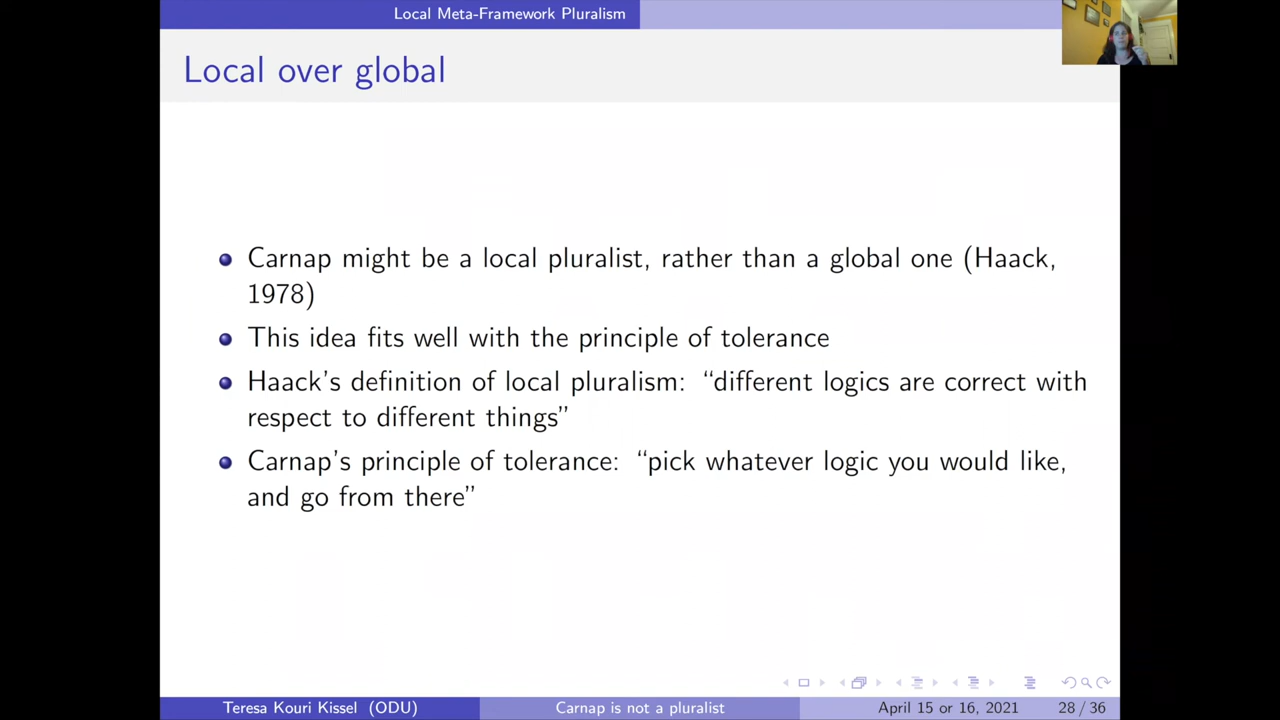 Local Meta-Framework Pluralism
Local over global
Carnap might be a local pluralist, rather than a global one (Haack,
1978)
This idea fits well with the principle of tolerance
Haack's definition of local pluralism: “different logics are correct with
respect to different things”
Carnap's principle of tolerance: “pick whatever logic you would like,
and go from there”
Teresa Kouri Kissel (ODU) Carnap is not a pluralist April 15 or 16, 2021 28 / 36